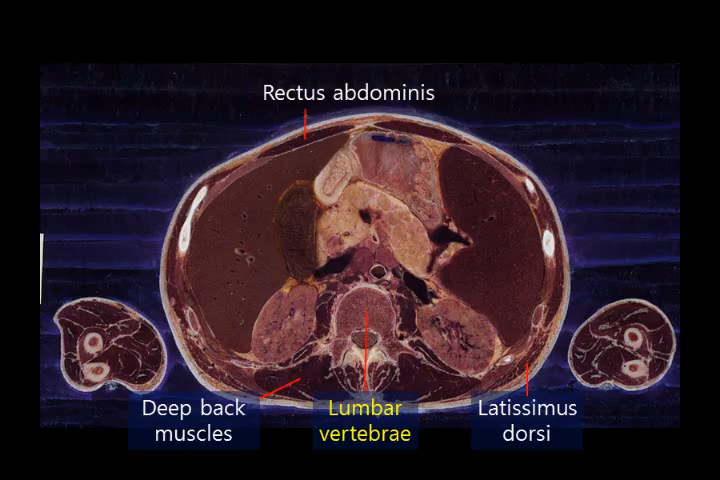 Rectus abdominis
Deep back
muscles
Lumbar
vertebrae
Latissimus
dorsi